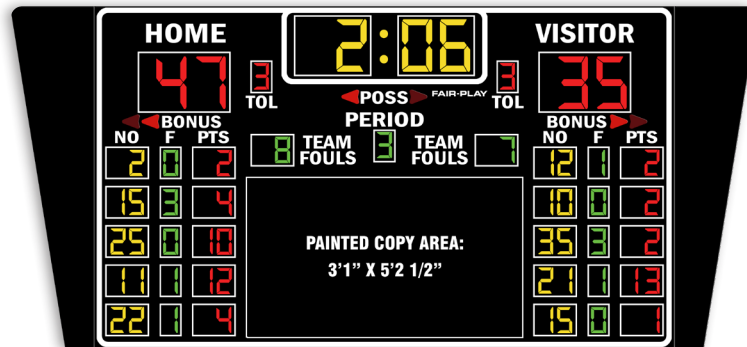 HOME 2:06 VISITOR
47 3 3 35
TOL POSS FAIR-PLAY TOL
BONUS PERIOD BONUS
NO F PTS 8 TEAM FOULS 3 TEAM FOULS 7 NO F PTS
2 0 2 12 1 2
15 3 4 10 0 2
25 0 10 35 3 2
11 1 12 21 1 13
22 1 4 15 0 1
PAINTED COPY AREA:
3'1” X 5'2 1/2”